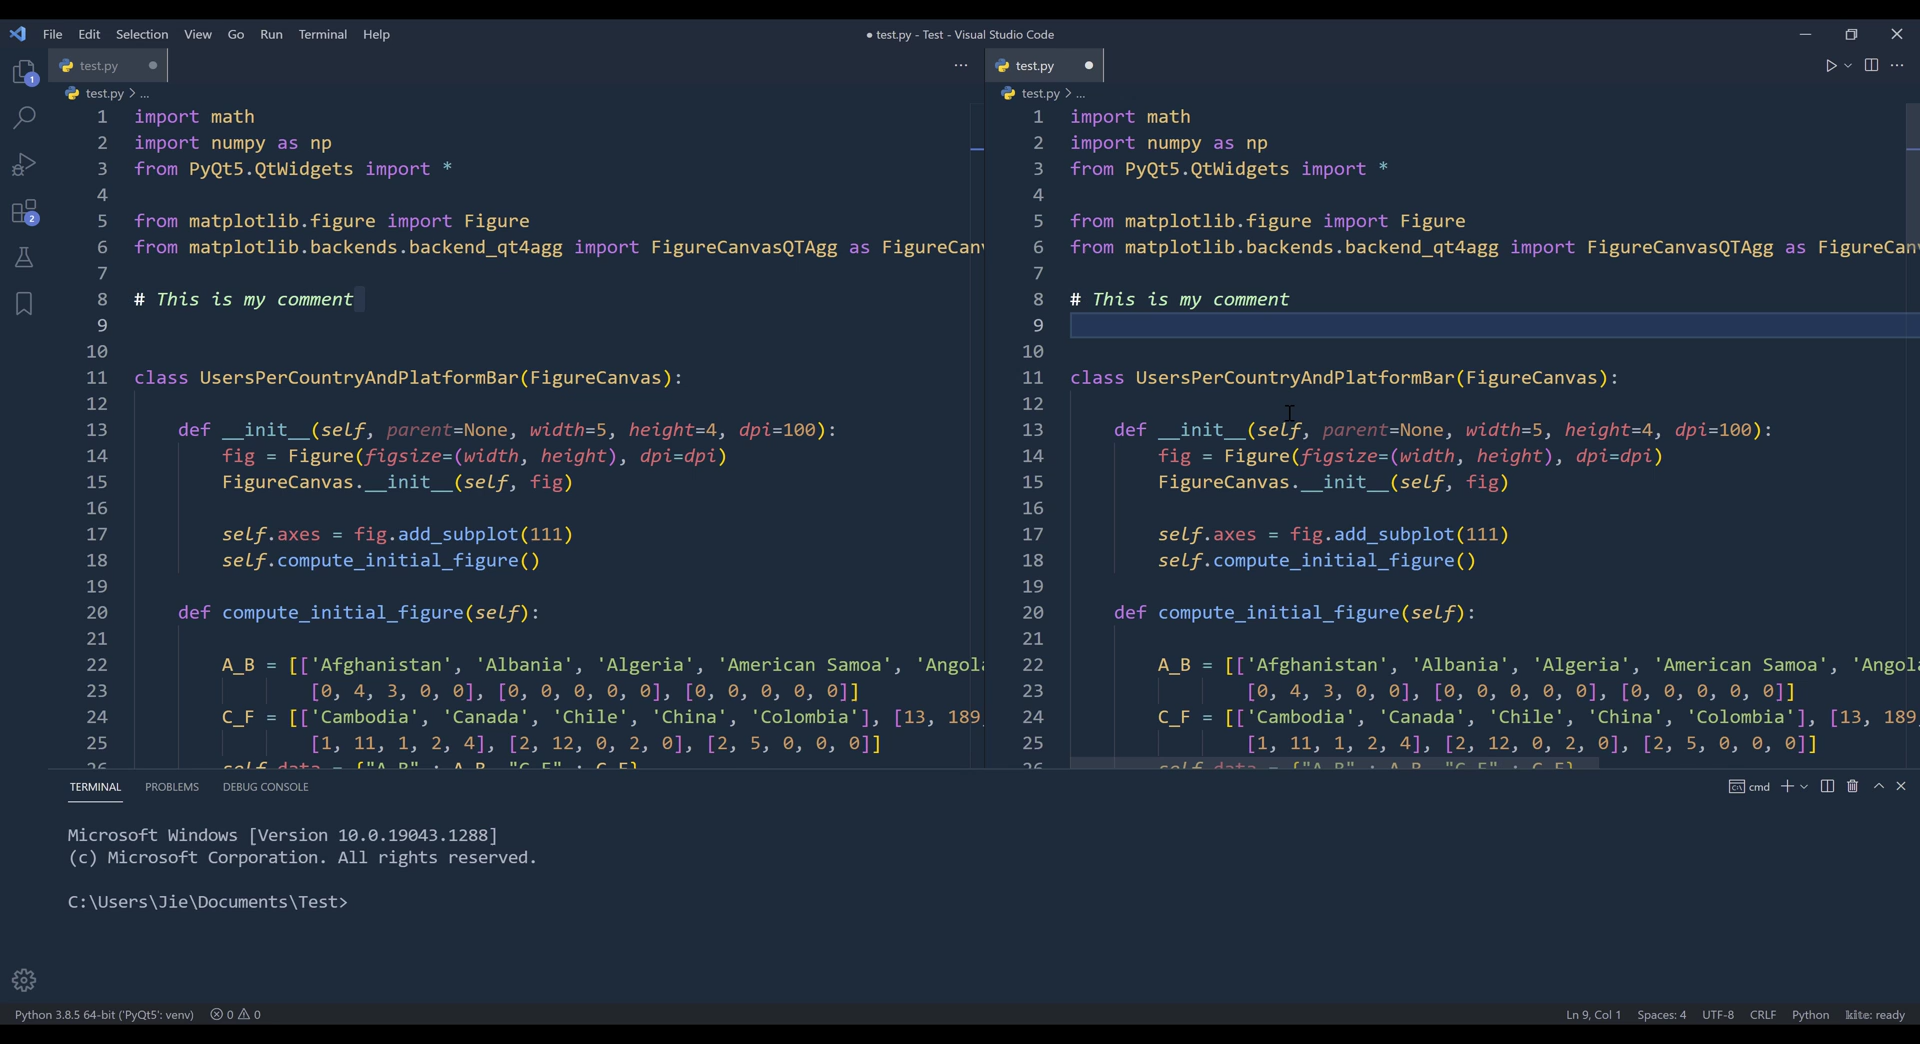 File Edit Selection View Go Run Terminal Help
● test.py - Test - Visual Studio Code
test.py
test.py > ...
1 import math
2 import numpy as np
3 from PyQt5.QtWidgets import *
4
5 from matplotlib.figure import Figure
6 from matplotlib.backends.backend_qt4agg import FigureCanvasQTAgg as FigureCanv
7
8 # This is my comment
9
10
11 class UsersPerCountryAndPlatformBar(FigureCanvas):
12
13 def __init__(self, parent=None, width=5, height=4, dpi=100):
14 fig = Figure(figsize=(width, height), dpi=dpi)
15 FigureCanvas.__init__(self, fig)
16
17 self.axes = fig.add_subplot(111)
18 self.compute_initial_figure()
19
20 def compute_initial_figure(self):
21
22 A_B = [['Afghanistan', 'Albania', 'Algeria', 'American Samoa', 'Angola
23 [0, 4, 3, 0, 0], [0, 0, 0, 0, 0], [0, 0, 0, 0, 0]]
24 C_F = [['Cambodia', 'Canada', 'Chile', 'China', 'Colombia'], [13, 189,
25 [1, 11, 1, 2, 4], [2, 12, 0, 2, 0], [2, 5, 0, 0, 0]]
26 self.data = {"A_B" : A_B, "C_F" : C_F}
test.py
test.py > ...
1 import math
2 import numpy as np
3 from PyQt5.QtWidgets import *
4
5 from matplotlib.figure import Figure
6 from matplotlib.backends.backend_qt4agg import FigureCanvasQTAgg as FigureCan
7
8 # This is my comment
9
10
11 class UsersPerCountryAndPlatformBar(FigureCanvas):
12
13 def __init__(self, parent=None, width=5, height=4, dpi=100):
14 fig = Figure(figsize=(width, height), dpi=dpi)
15 FigureCanvas.__init__(self, fig)
16
17 self.axes = fig.add_subplot(111)
18 self.compute_initial_figure()
19
20 def compute_initial_figure(self):
21
22 A_B = [['Afghanistan', 'Albania', 'Algeria', 'American Samoa', 'Angol
23 [0, 4, 3, 0, 0], [0, 0, 0, 0, 0], [0, 0, 0, 0, 0]]
24 C_F = [['Cambodia', 'Canada', 'Chile', 'China', 'Colombia'], [13, 189
25 [1, 11, 1, 2, 4], [2, 12, 0, 2, 0], [2, 5, 0, 0, 0]]
26 self.data = {"A_B" : A_B, "C_F" : C_F}
1
2
TERMINAL PROBLEMS DEBUG CONSOLE
cmd
Microsoft Windows [Version 10.0.19043.1288]
(c) Microsoft Corporation. All rights reserved.
C:\Users\Jie\Documents\Test>
Python 3.8.5 64-bit ('PyQt5': venv) 0 0
Ln 9, Col 1 Spaces: 4 UTF-8 CRLF Python kite: ready